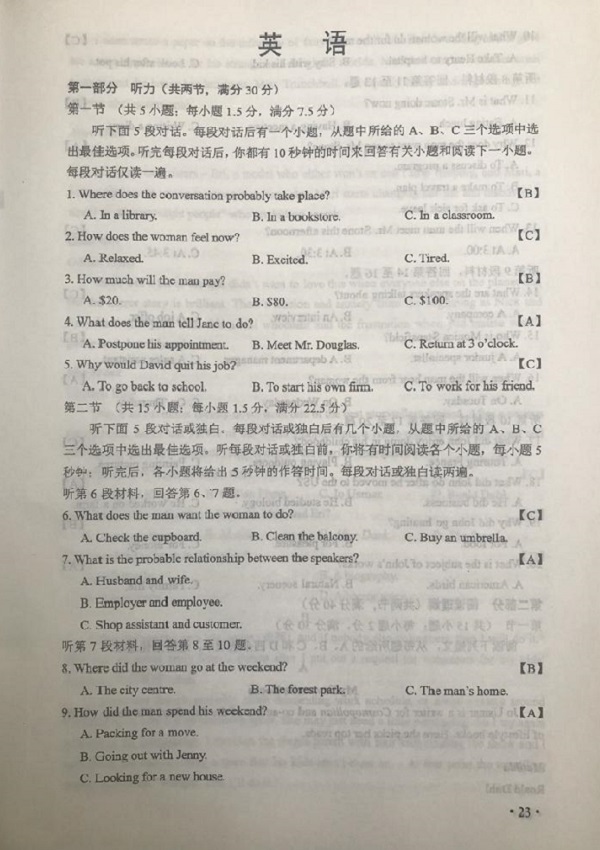 英 语
第一部分 听力（共两节，满分 30 分）
第一节 （共 5 小题；每小题 1.5 分，满分 7.5 分）
听下面 5 段对话。每段对话后有一个小题，从题中所给的 A、B、C 三个选项中选
出最佳选项。听完每段对话后，你都有 10 秒钟的时间来回答有关小题和阅读下一小题。
每段对话仅读一遍。
1. Where does the conversation probably take place? 【B】
A. In a library. B. In a bookstore. C. In a classroom.
2. How does the woman feel now? 【C】
A. Relaxed. B. Excited. C. Tired.
3. How much will the man pay? 【B】
A. $20. B. $80. C. $100.
4. What does the man tell Jane to do? 【A】
A. Postpone his appointment. B. Meet Mr. Douglas. C. Return at 3 o'clock.
5. Why would David quit his job? 【C】
A. To go back to school. B. To start his own firm. C. To work for his friend.
第二节 （共 15 小题；每小题 1.5 分，满分 22.5 分）
听下面 5 段对话或独白。每段对话或独白后有几个小题，从题中所给的 A、B、C
三个选项中选出最佳选项。听每段对话或独白前，你将有时间阅读各个小题，每小题 5
秒钟；听完后，各小题将给出 5 秒钟的作答时间。每段对话或独白读两遍。
听第 6 段材料，回答第 6、7 题。
6. What does the man want the woman to do? 【C】
A. Check the cupboard. B. Clean the balcony. C. Buy an umbrella.
7. What is the probable relationship between the speakers? 【A】
A. Husband and wife.
B. Employer and employee.
C. Shop assistant and customer.
听第 7 段材料，回答第 8 至 10 题。
8. Where did the woman go at the weekend? 【B】
A. The city centre. B. The forest park. C. The man's home.
9. How did the man spend his weekend? 【A】
A. Packing for a move.
B. Going out with Jenny.
C. Looking for a new house.
· 23 ·